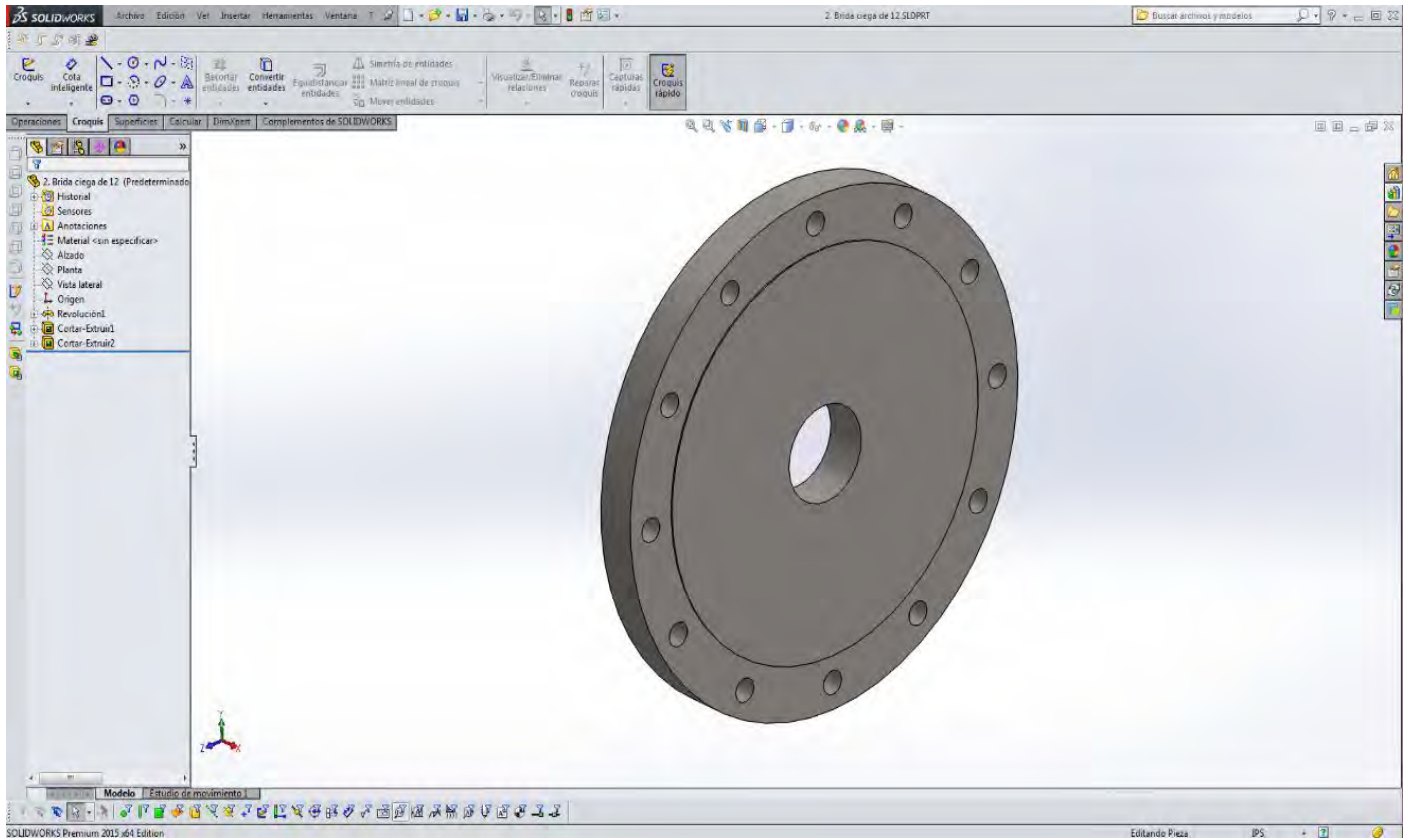 SOLIDWORKS
Archivo Edición Ver Insertar Herramientas Ventana ?
2. Brida ciega de 12.SLDPRT
Buscar archivos y modelos
Croquis
Cota inteligente
Recortar entidades
Convertir entidades
Equidistanciar entidades
Simetría de entidades
Matriz lineal de croquis
Mover entidades
Visualizar/Eliminar relaciones
Reparar croquis
Capturas rápidas
Croquis rápido
Operaciones Croquis Superficies Calcular DimXpert Complementos de SOLIDWORKS
2. Brida ciega de 12 (Predeterminado
Historial
Sensores
Anotaciones
Material <sin especificar>
Alzado
Planta
Vista lateral
Origen
Revolución1
Cortar-Extruir1
Cortar-Extruir2
Y
Z X
Modelo Estudio de movimiento 1
SOLIDWORKS Premium 2015 x64 Edition
Editando Pieza IPS